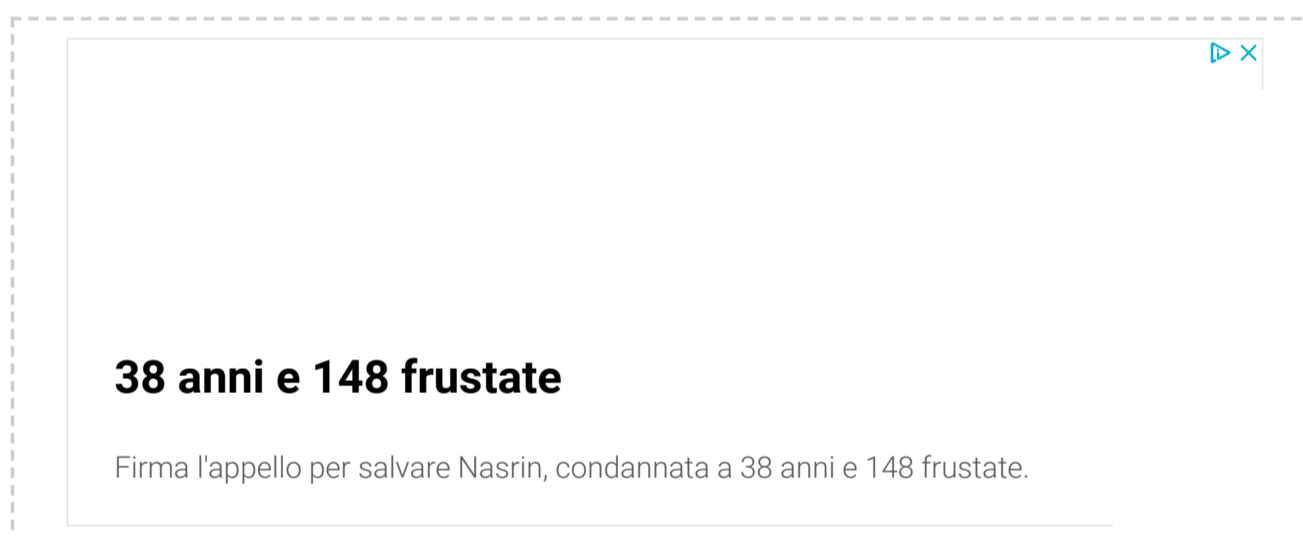 38 anni e 148 frustate
Firma l'appello per salvare Nasrin, condannata a 38 anni e 148 frustate.